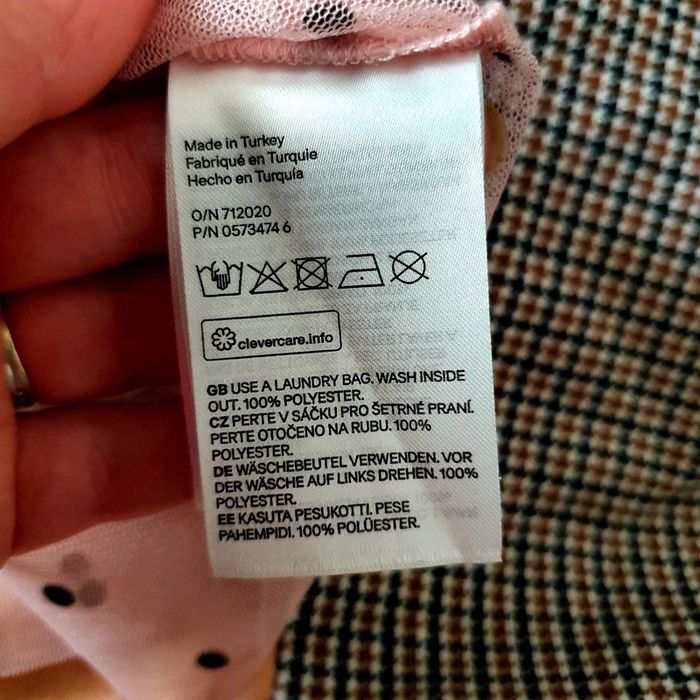 Made in Turkey
Fabriqué en Turquie
Hecho en Turquía
O/N 712020
P/N 0573474 6
clevercare.info
GB USE A LAUNDRY BAG. WASH INSIDE
OUT. 100% POLYESTER.
CZ PERTE V SÁČKU PRO ŠETRNÉ PRANÍ.
PERTE OTOČENO NA RUBU. 100%
POLYESTER.
DE WÄSCHEBEUTEL VERWENDEN. VOR
DER WÄSCHE AUF LINKS DREHEN. 100%
POLYESTER.
EE KASUTA PESUKOTTI. PESE
PAHEMPIDI. 100% POLÜESTER.